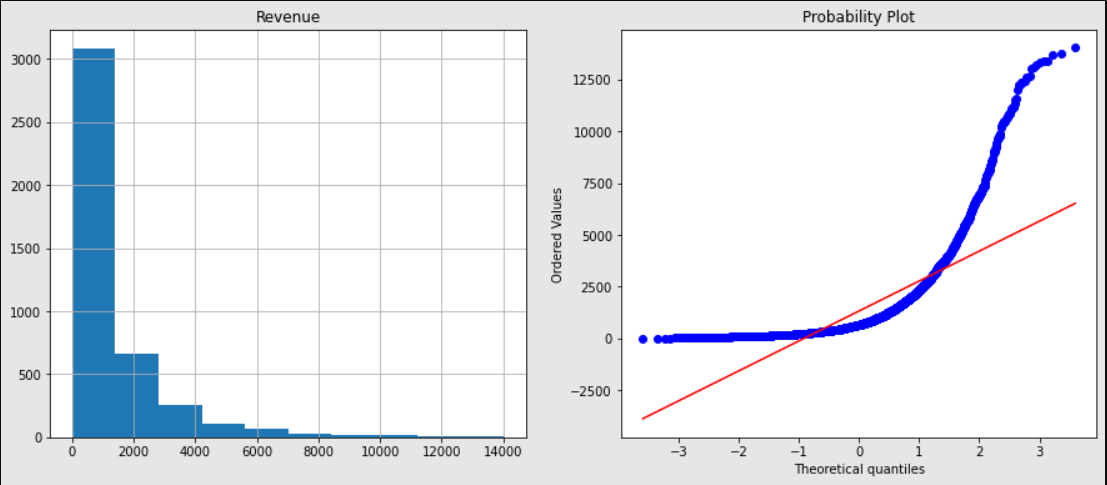 Revenue
3000
2500
2000
1500
1000
500
0
0 2000 4000 6000 8000 10000 12000 14000
Probability Plot
Ordered Values
12500
10000
7500
5000
2500
0
−2500
−3 −2 −1 0 1 2 3
Theoretical quantiles